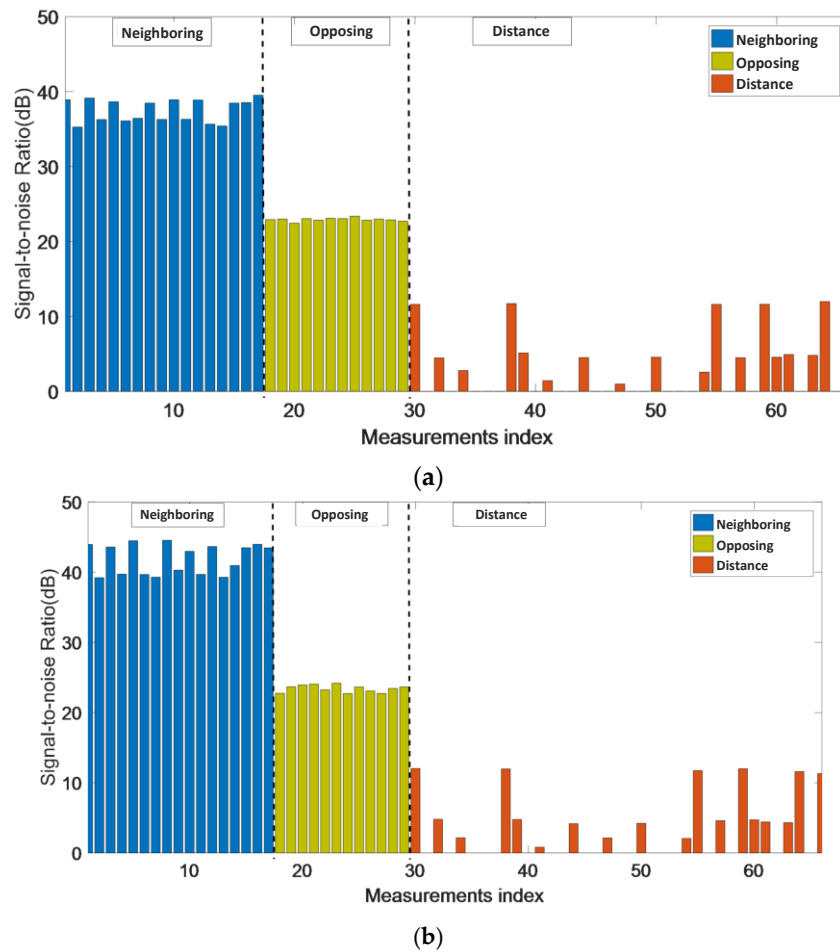 50
40
30
20
10
0
Signal-to-noise Ratio(dB)
Neighboring
Opposing
Distance
Neighboring
Opposing
Distance
10
20
30
40
50
60
Measurements index
(a)
50
40
30
20
10
0
Signal-to-noise Ratio(dB)
Neighboring
Opposing
Distance
Neighboring
Opposing
Distance
10
20
30
40
50
60
Measurements index
(b)